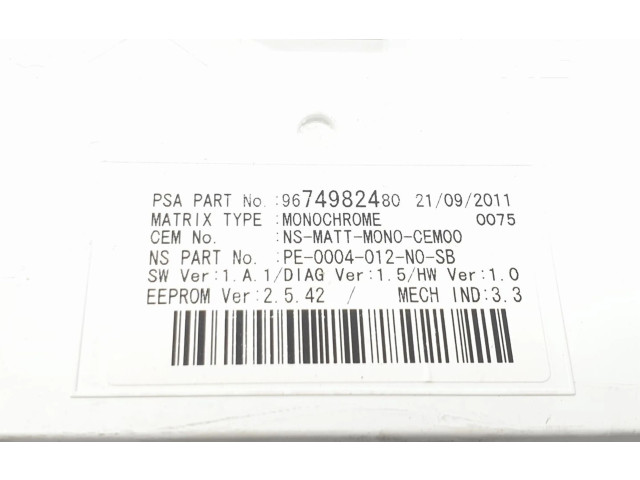 PSA PART No. :9674982480 21/09/2011
MATRIX TYPE :MONOCHROME 0075
CEM No. :NS-MATT-MONO-CEM00
NS PART No. :PE-0004-012-N0-SB
SW Ver:1.A.1/DIAG Ver:1.5/HW Ver:1.0
EEPROM Ver:2.5.42 / MECH IND:3.3